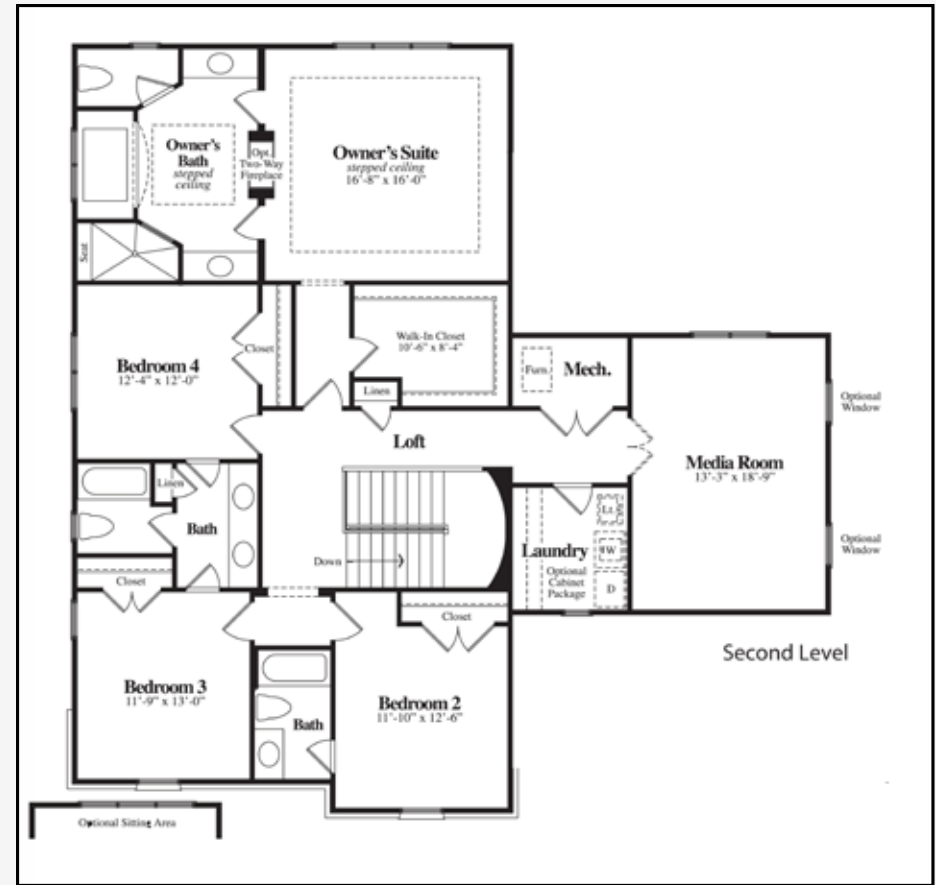 Owner's
Bath
stepped
ceiling
Opt.
Two-Way
Fireplace
Owner's Suite
stepped ceiling
16'-8" x 16'-0"
Seat
Closet
Walk-In Closet
10'-6" x 8'-4"
Bedroom 4
12'-4" x 12'-0"
Linen
Furn.
Mech.
Optional
Window
Loft
Media Room
13'-3" x 18'-9"
Linen
Bath
Down
Laundry
Optional
Cabinet
Package
L.t.
W
D
Optional
Window
Closet
Closet
Second Level
Bedroom 3
11'-9" x 13'-0"
Bedroom 2
11'-10" x 12'-6"
Bath
Optional Sitting Area